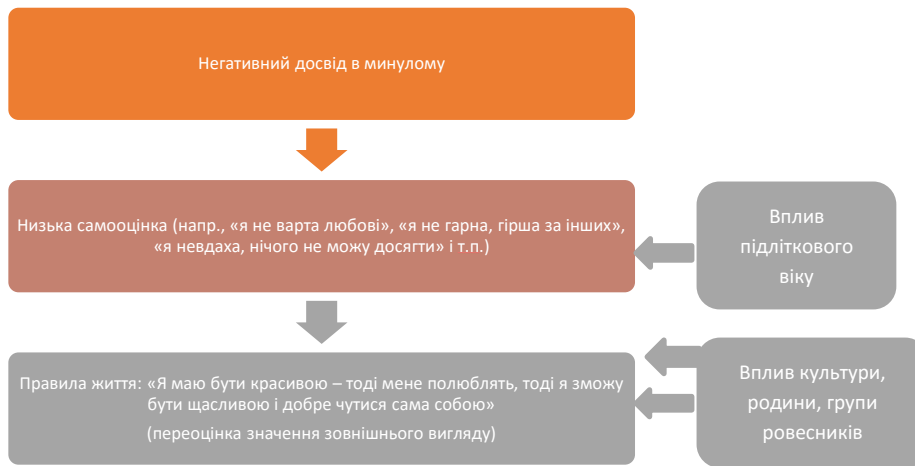 Негативний досвід в минулому
Низька самооцінка (напр., «я не варта любові», «я не гарна, гірша за інших»,
«я невдаха, нічого не можу досягти» і т.п.)
Вплив
підліткового
віку
Правила життя: «Я маю бути красивою – тоді мене полюблять, тоді я зможу
бути щасливою і добре чутися сама собою»
(переоцінка значення зовнішнього вигляду)
Вплив культури,
родини, групи
ровесників